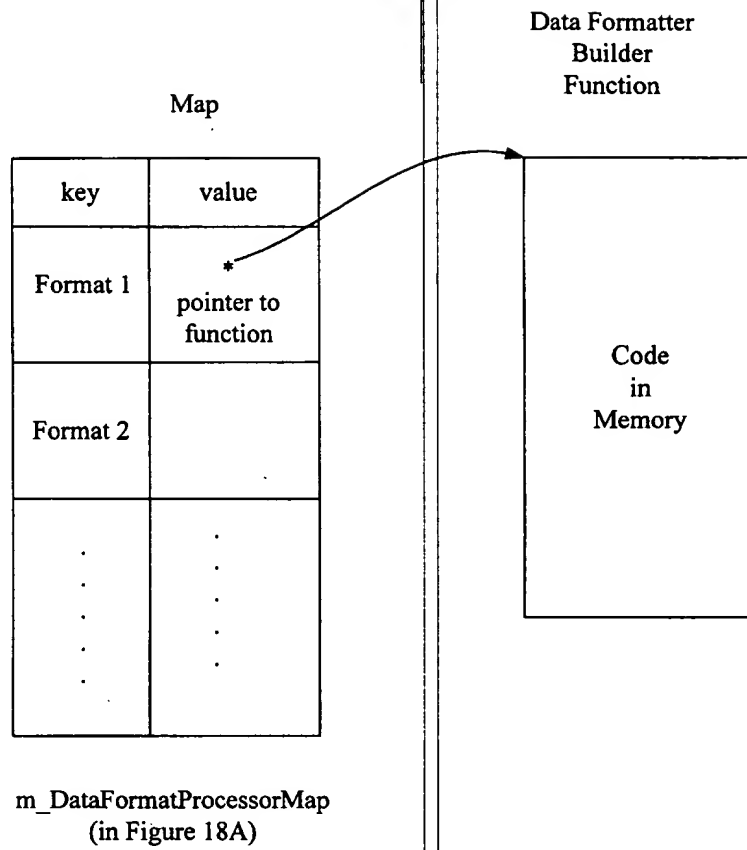 Data Formatter
Builder
Function
Map
key value
Format 1
*
pointer to
function
Format 2
Code
in
Memory
m_DataFormatProcessorMap
(in Figure 18A)